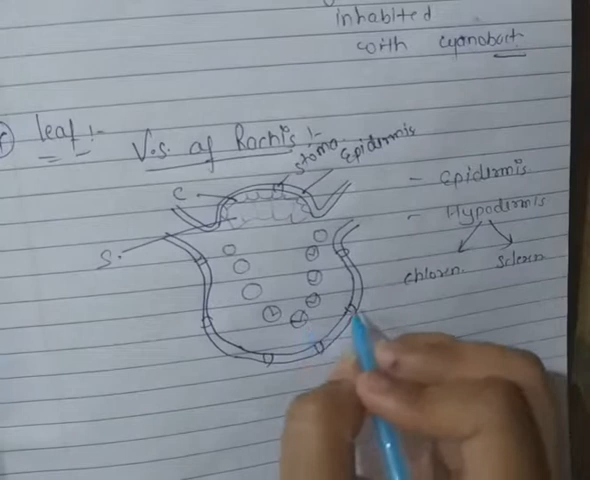 inhabited
with cyanobact
leaf :-
V.s. of Rachis :-
stoma
Epidermis
C
S.
- Epidermis
- Hypodermis
chloren.
scleren